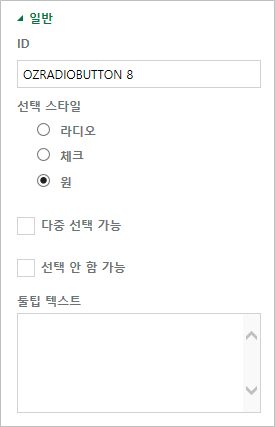 일반
ID
OZRADIOBUTTON 8
선택 스타일
라디오
체크
원
다중 선택 가능
선택 안 함 가능
툴팁 텍스트